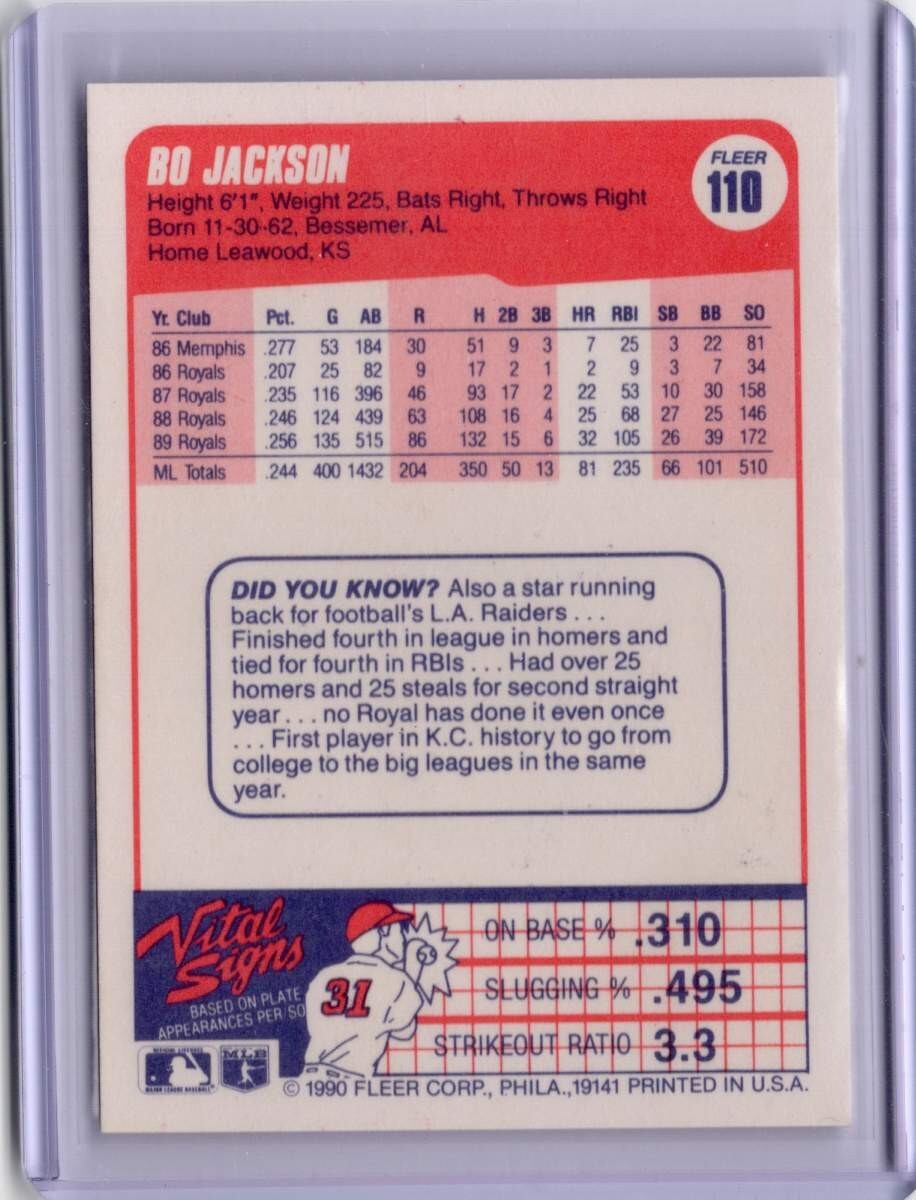 BO JACKSON
Height 6'1", Weight 225, Bats Right, Throws Right
Born 11-30-62, Bessemer, AL
Home Leawood, KS
FLEER
110
Yr. Club Pct. G AB R H 2B 3B HR RBI SB BB SO
86 Memphis .277 53 184 30 51 9 3 7 25 3 22 81
86 Royals .207 25 82 9 17 2 1 2 9 3 7 34
87 Royals .235 116 396 46 93 17 2 22 53 10 30 158
88 Royals .246 124 439 63 108 16 4 25 68 27 25 146
89 Royals .256 135 515 86 132 15 6 32 105 26 39 172
ML Totals .244 400 1432 204 350 50 13 81 235 66 101 510
DID YOU KNOW? Also a star running
back for football's L.A. Raiders . . .
Finished fourth in league in homers and
tied for fourth in RBIs . . . Had over 25
homers and 25 steals for second straight
year . . . no Royal has done it even once
. . . First player in K.C. history to go from
college to the big leagues in the same
year.
Vital
Signs
BASED ON PLATE
APPEARANCES PER/SO
31
ON BASE % .310
SLUGGING % .495
STRIKEOUT RATIO 3.3
MLB
© 1990 FLEER CORP., PHILA.,19141 PRINTED IN U.S.A.